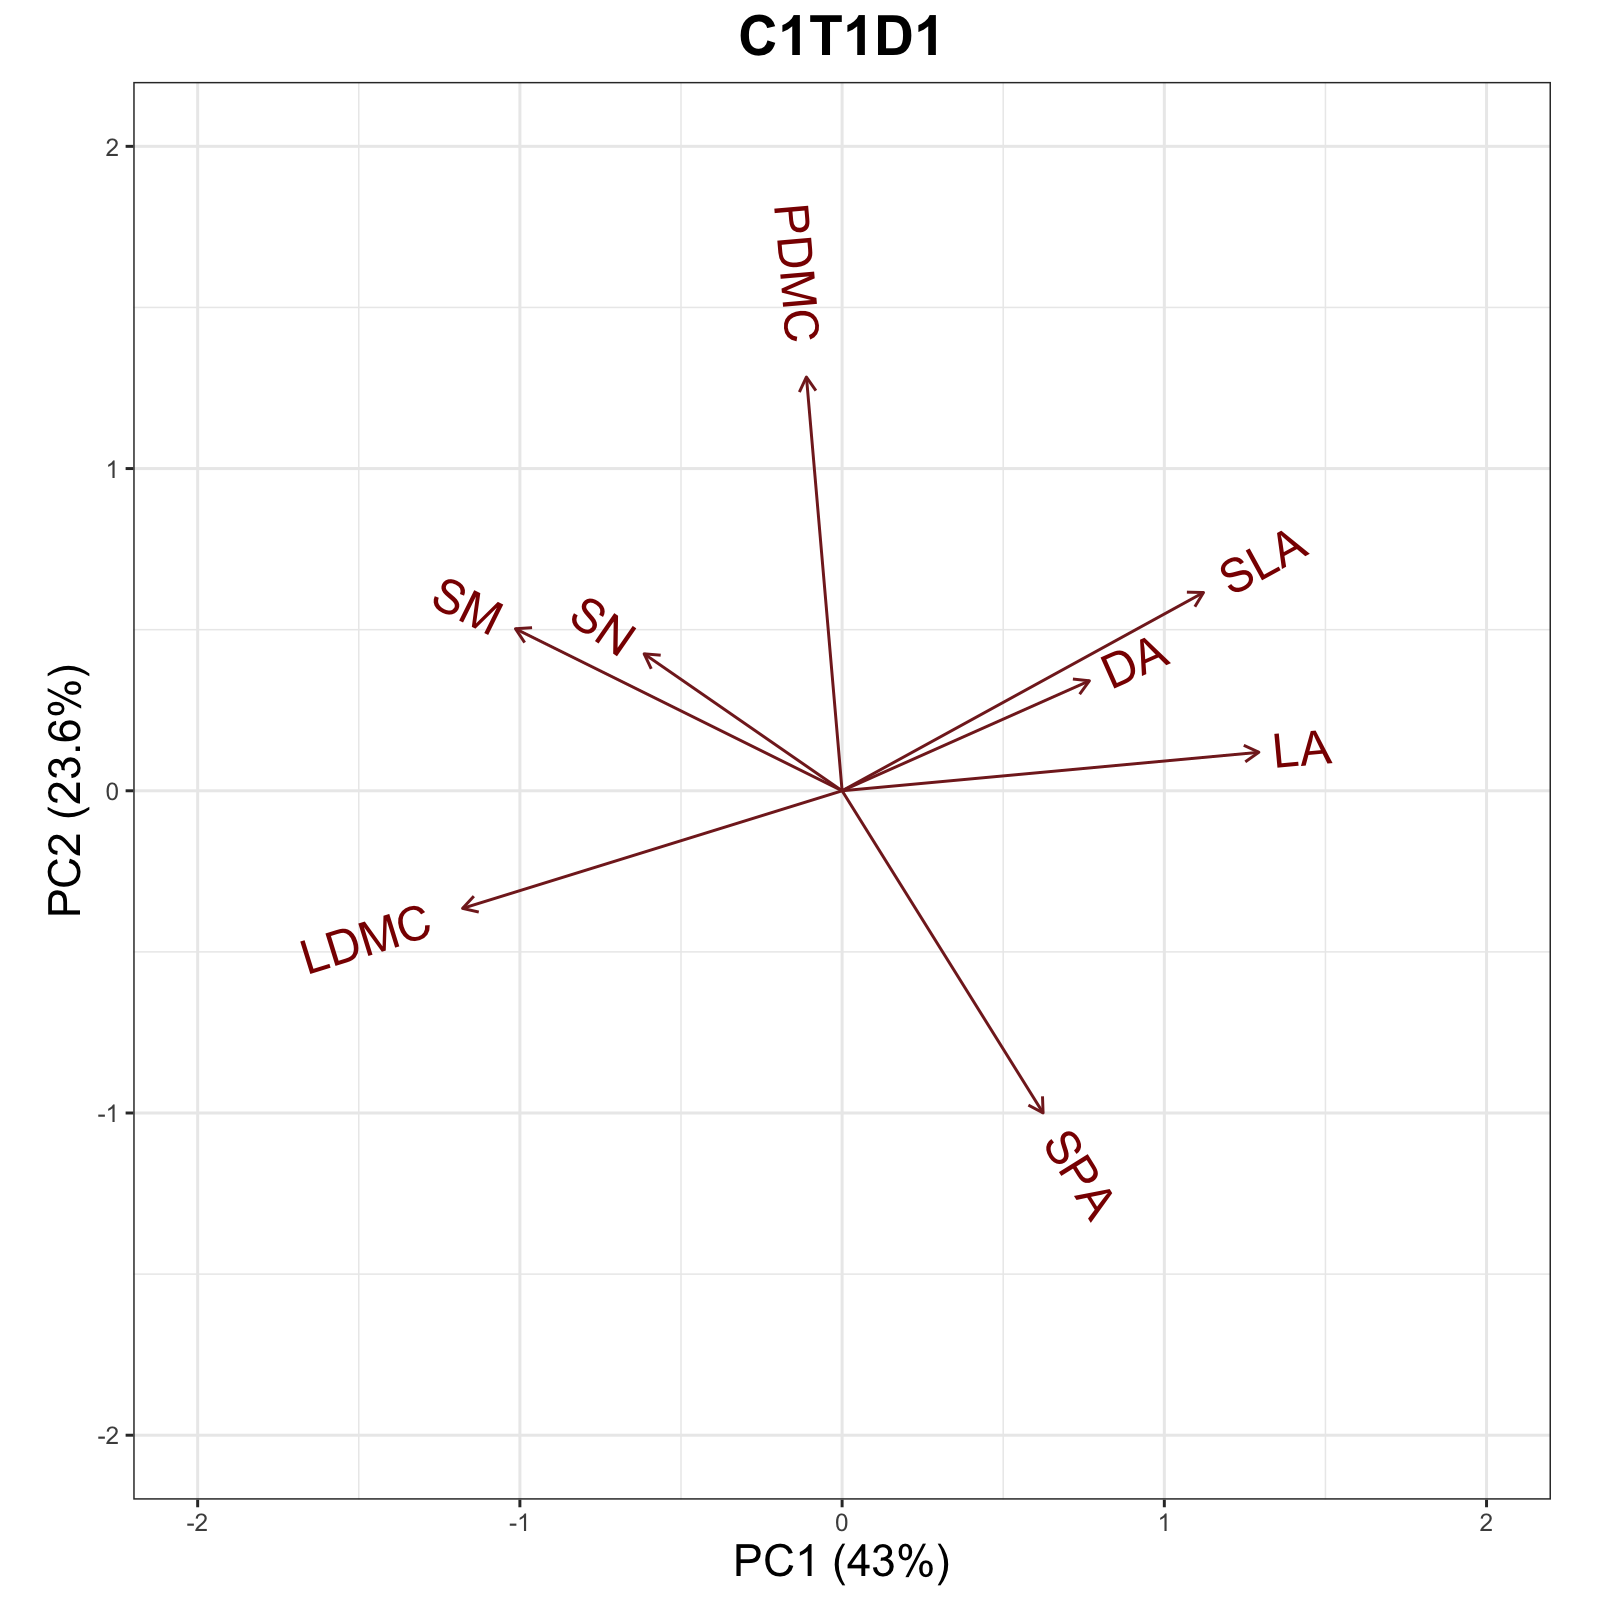 C1T1D1
PC2 (23.6%)
2
1
0
-1
-2
PDMC
SLA
SM
SN
DA
LA
LDMC
SPA
-2
-1
0
1
2
PC1 (43%)